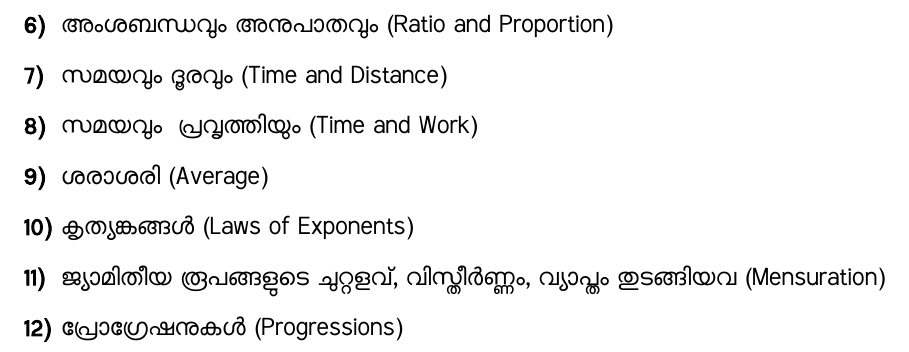 6) അംശബന്ധവും അനുപാതവും (Ratio and Proportion)
7) സമയവും ദൂരവും (Time and Distance)
8) സമയവും പ്രവൃത്തിയും (Time and Work)
9) ശരാശരി (Average)
10) കൃത്യങ്കങ്ങൾ (Laws of Exponents)
11) ജ്യാമിതീയ രൂപങ്ങളുടെ ചുറ്റളവ്, വിസ്തീർണ്ണം, വ്യാപ്തം തുടങ്ങിയവ (Mensuration)
12) പ്രോഗ്രേഷനുകൾ (Progressions)